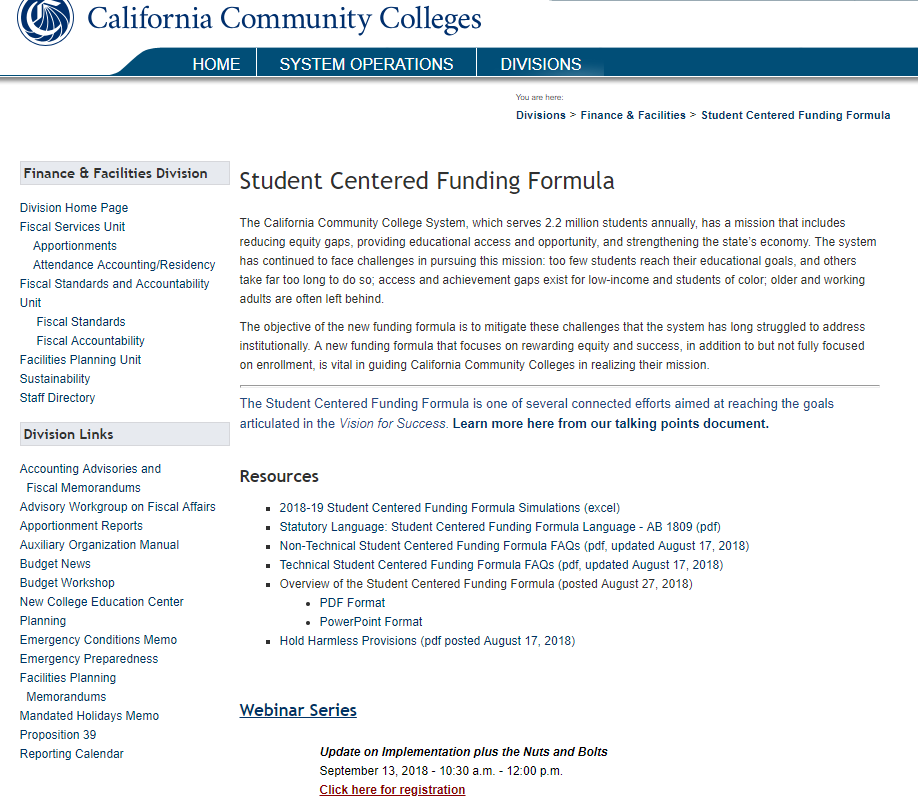 California Community Colleges
HOME
SYSTEM OPERATIONS
DIVISIONS
You are here:
Divisions > Finance & Facilities > Student Centered Funding Formula
Finance & Facilities Division
Division Home Page
Fiscal Services Unit
Apportionments
Attendance Accounting/Residency
Fiscal Standards and Accountability
Unit
Fiscal Standards
Fiscal Accountability
Facilities Planning Unit
Sustainability
Staff Directory
Division Links
Accounting Advisories and
Fiscal Memorandums
Advisory Workgroup on Fiscal Affairs
Apportionment Reports
Auxiliary Organization Manual
Budget News
Budget Workshop
New College Education Center
Planning
Emergency Conditions Memo
Emergency Preparedness
Facilities Planning
Memorandums
Mandated Holidays Memo
Proposition 39
Reporting Calendar
Student Centered Funding Formula
The California Community College System, which serves 2.2 million students annually, has a mission that includes
reducing equity gaps, providing educational access and opportunity, and strengthening the state's economy. The system
has continued to face challenges in pursuing this mission: too few students reach their educational goals, and others
take far too long to do so; access and achievement gaps exist for low-income and students of color; older and working
adults are often left behind.
The objective of the new funding formula is to mitigate these challenges that the system has long struggled to address
institutionally. A new funding formula that focuses on rewarding equity and success, in addition to but not fully focused
on enrollment, is vital in guiding California Community Colleges in realizing their mission.
The Student Centered Funding Formula is one of several connected efforts aimed at reaching the goals
articulated in the Vision for Success. Learn more here from our talking points document.
Resources
2018-19 Student Centered Funding Formula Simulations (excel)
Statutory Language: Student Centered Funding Formula Language - AB 1809 (pdf)
Non-Technical Student Centered Funding Formula FAQs (pdf, updated August 17, 2018)
Technical Student Centered Funding Formula FAQs (pdf, updated August 17, 2018)
Overview of the Student Centered Funding Formula (posted August 27, 2018)
PDF Format
PowerPoint Format
Hold Harmless Provisions (pdf posted August 17, 2018)
Webinar Series
Update on Implementation plus the Nuts and Bolts
September 13, 2018 - 10:30 a.m. - 12:00 p.m.
Click here for registration